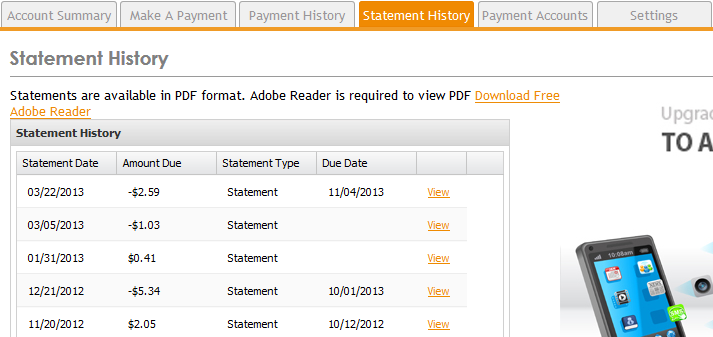 Account Summary Make A Payment Payment History Statement History Payment Accounts Settings
Statement History
Statements are available in PDF format. Adobe Reader is required to view PDF Download Free
Adobe Reader
Statement History
Statement Date Amount Due Statement Type Due Date
03/22/2013 -$2.59 Statement 11/04/2013 View
03/05/2013 -$1.03 Statement View
01/31/2013 $0.41 Statement View
12/21/2012 -$5.34 Statement 10/01/2013 View
11/20/2012 $2.05 Statement 10/12/2012 View
Upgrad
TO A
10:08am